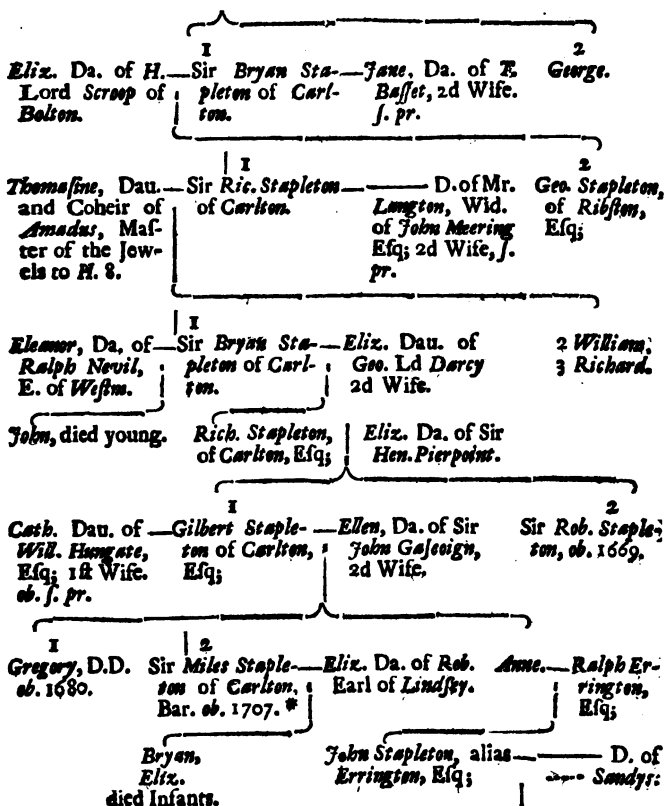 1 2
Eliz. Da. of H.—Sir Bryan Sta-—Jane, Da. of T. George.
Lord Scroop of pleton of Carl- Baſſet, 2d Wife.
Bolton. ton. ſ. pr.
1 2
Thomaſine, Dau.—Sir Ric. Stapleton—— D. of Mr. Geo. Stapleton,
and Coheir of of Carlton. Langton, Wid. of Ribſton,
Amadus, Maſ- of John Meering Eſq;
ter of the Jew- Eſq; 2d Wife, ſ.
els to H. 8. pr.
1
Eleanor, Da. of—Sir Bryan Sta-—Eliz. Dau. of 2 William.
Ralph Nevil, pleton of Carl- Geo. Ld Darcy 3 Richard.
E. of Weſtm. ton. 2d Wife.
John, died young. Rich. Stapleton, Eliz. Da. of Sir
of Carlton, Eſq; Hen. Pierpoint.
1 2
Cath. Dau. of—Gilbert Staple-—Ellen, Da. of Sir Sir Rob. Staple-
Will. Hungate, ton of Carlton, John Gaſcoign, ton, ob. 1669.
Eſq; 1ſt Wife. Eſq; 2d Wife.
ob. ſ. pr.
1 2
Gregory, D.D. Sir Miles Staple-—Eliz. Da. of Rob. Anne.—Ralph Er-
ob. 1680. ton of Carlton, Earl of Lindſey. rington,
Bar. ob. 1707. * Eſq;
Bryan, John Stapleton, alias—— D. of
Eliz. Errington, Eſq; —— Sandys:
died Infants.